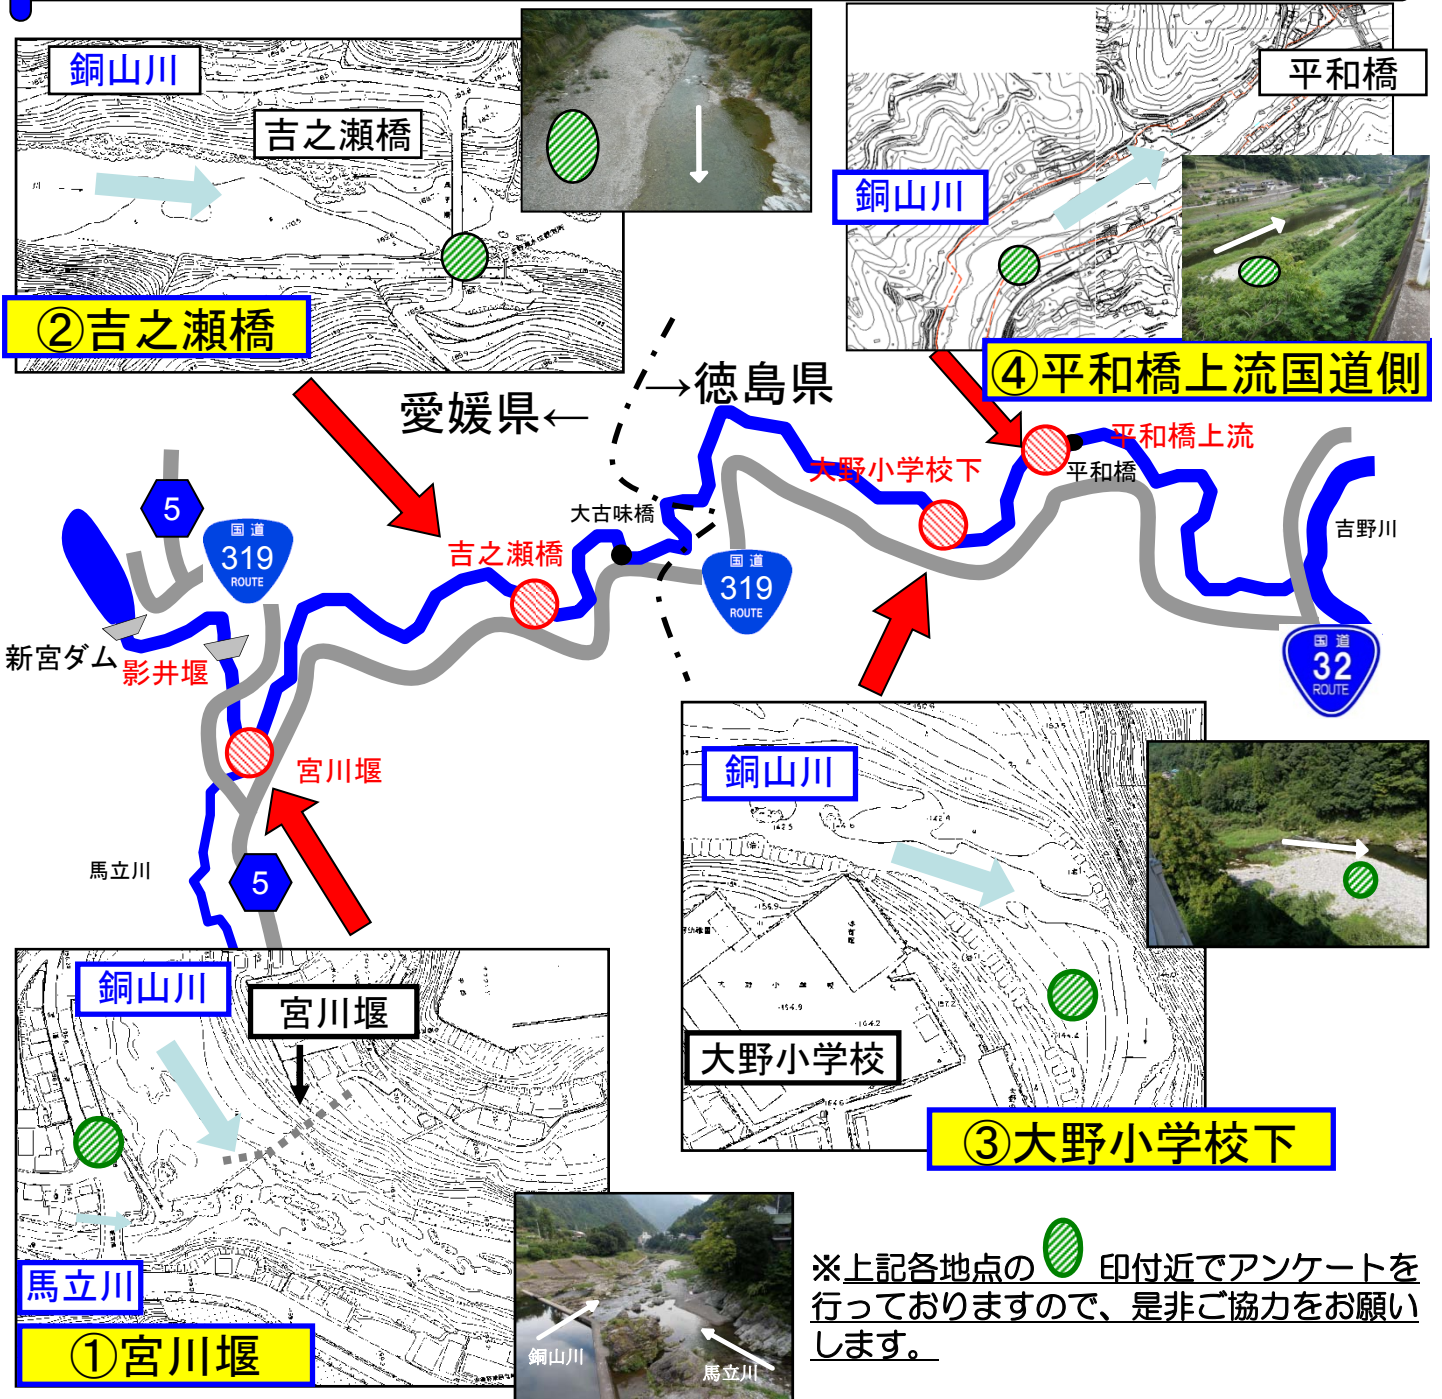 銅山川
吉之瀬橋
②吉之瀬橋
平和橋
銅山川
④平和橋上流国道側
愛媛県←
→徳島県
大野小学校下
平和橋上流
平和橋
大古味橋
吉之瀬橋
吉野川
5
国道
319
ROUTE
国道
319
ROUTE
国道
32
ROUTE
新宮ダム
影井堰
宮川堰
馬立川
5
銅山川
大野小学校
大野小学校
③大野小学校下
銅山川
宮川堰
馬立川
①宮川堰
銅山川
馬立川
※上記各地点の 印付近でアンケートを
行っておりますので、是非ご協力をお願い
します。